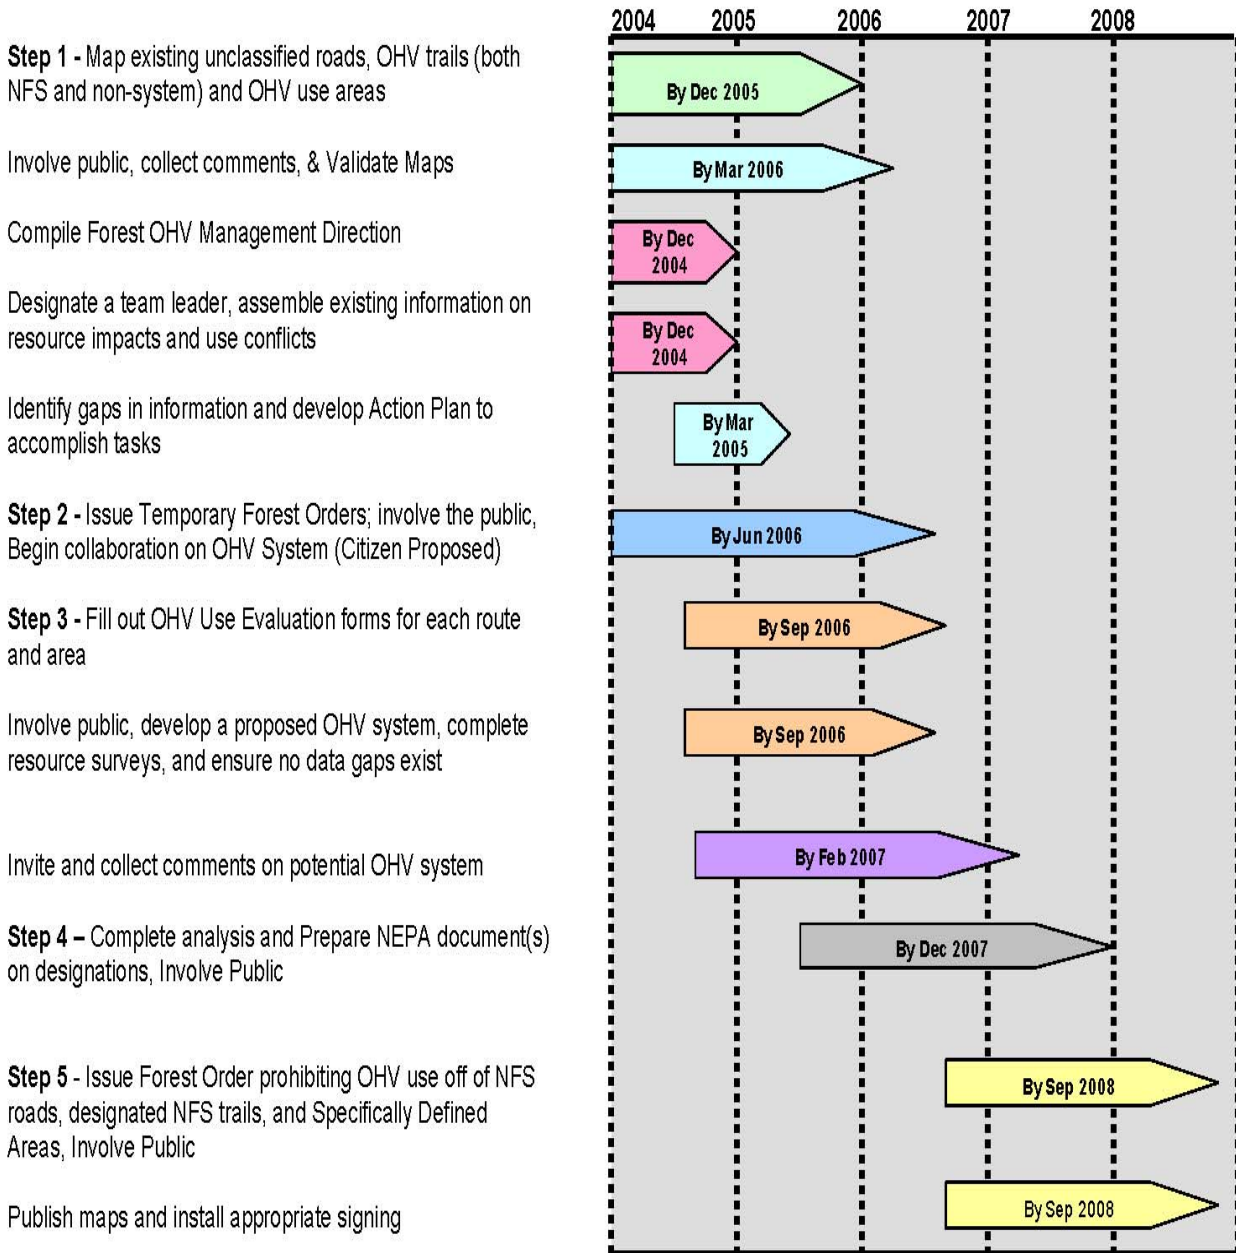 2004 2005 2006 2007 2008
Step 1 - Map existing unclassified roads, OHV trails (both
NFS and non-system) and OHV use areas
By Dec 2005
Involve public, collect comments, & Validate Maps
By Mar 2006
Compile Forest OHV Management Direction
By Dec
2004
Designate a team leader, assemble existing information on
resource impacts and use conflicts
By Dec
2004
Identify gaps in information and develop Action Plan to
accomplish tasks
By Mar
2005
Step 2 - Issue Temporary Forest Orders; involve the public,
Begin collaboration on OHV System (Citizen Proposed)
By Jun 2006
Step 3 - Fill out OHV Use Evaluation forms for each route
and area
By Sep 2006
Involve public, develop a proposed OHV system, complete
resource surveys, and ensure no data gaps exist
By Sep 2006
Invite and collect comments on potential OHV system
By Feb 2007
Step 4 – Complete analysis and Prepare NEPA document(s)
on designations, Involve Public
By Dec 2007
Step 5 - Issue Forest Order prohibiting OHV use off of NFS
roads, designated NFS trails, and Specifically Defined
Areas, Involve Public
By Sep 2008
Publish maps and install appropriate signing
By Sep 2008